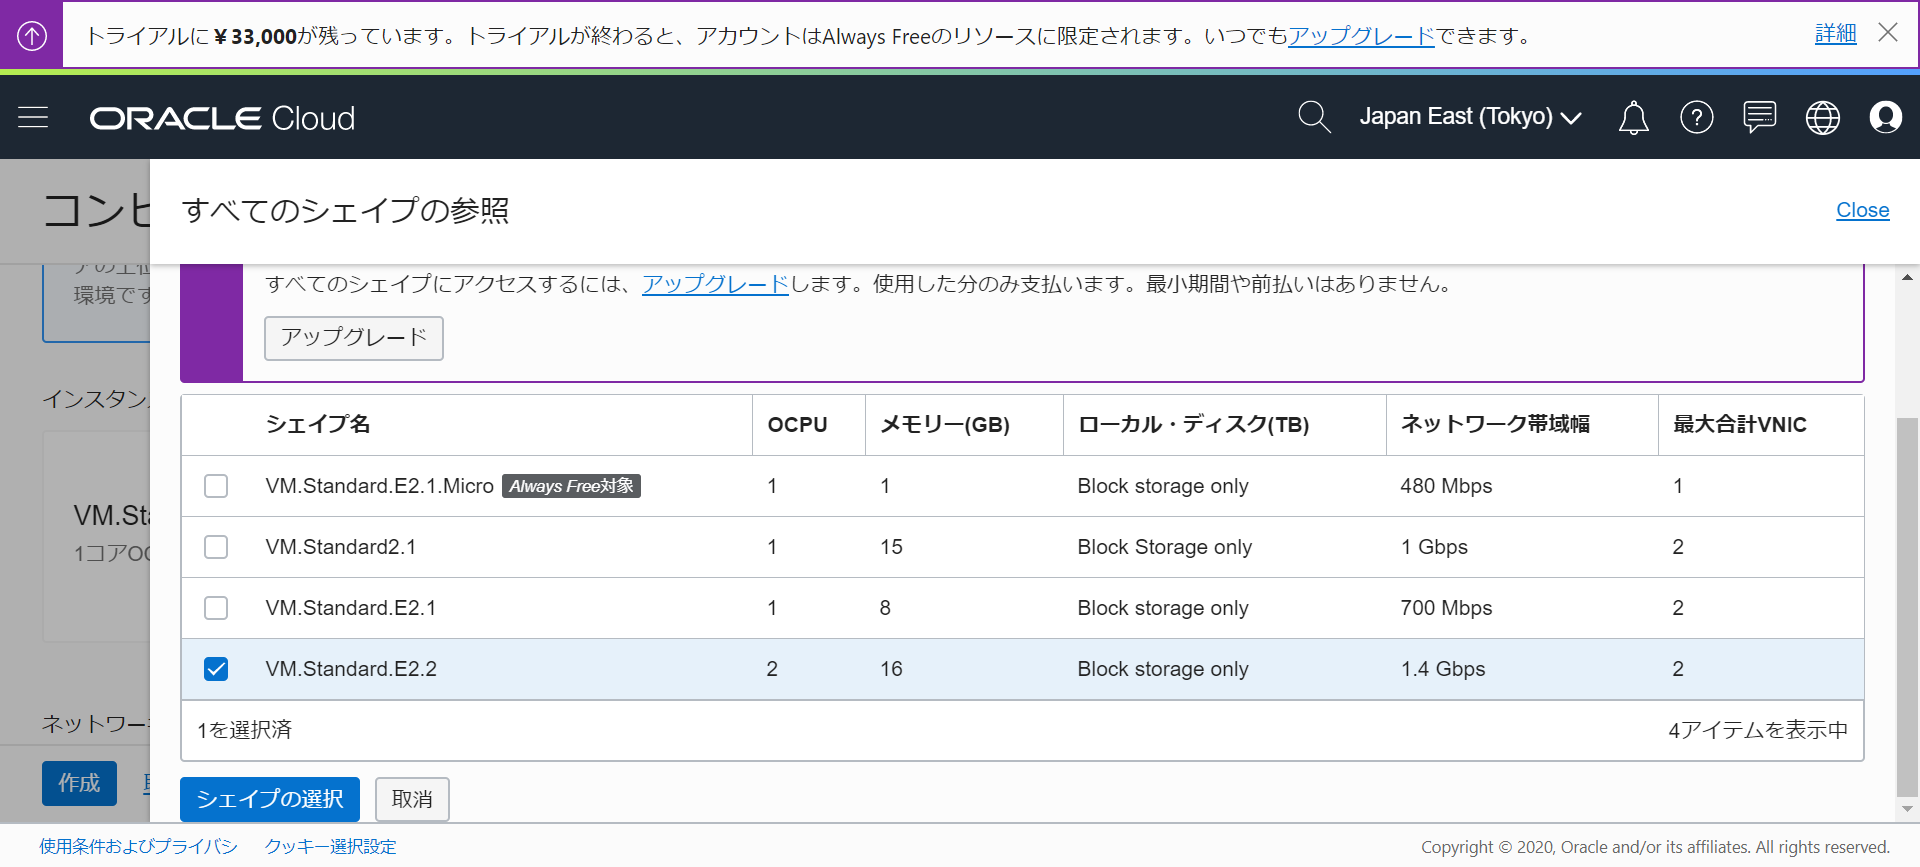 トライアルに¥33,000が残っています。トライアルが終わると、アカウントはAlways Freeのリソースに限定されます。いつでもアップグレードできます。 詳細
ORACLE Cloud Japan East (Tokyo)
コンピ
すべてのシェイプの参照 Close
環境です
すべてのシェイプにアクセスするには、アップグレードします。使用した分のみ支払います。最小期間や前払いはありません。
アップグレード
インスタン
シェイプ名 OCPU メモリー(GB) ローカル・ディスク(TB) ネットワーク帯域幅 最大合計VNIC
VM.Standard.E2.1.Micro Always Free対象 1 1 Block storage only 480 Mbps 1
VM.Sta
VM.Standard2.1 1 15 Block Storage only 1 Gbps 2
1コアOC
VM.Standard.E2.1 1 8 Block storage only 700 Mbps 2
VM.Standard.E2.2 2 16 Block storage only 1.4 Gbps 2
ネットワー
1を選択済 4アイテムを表示中
作成
シェイプの選択 取消
使用条件およびプライバシ クッキー選択設定 Copyright © 2020, Oracle and/or its affiliates. All rights reserved.